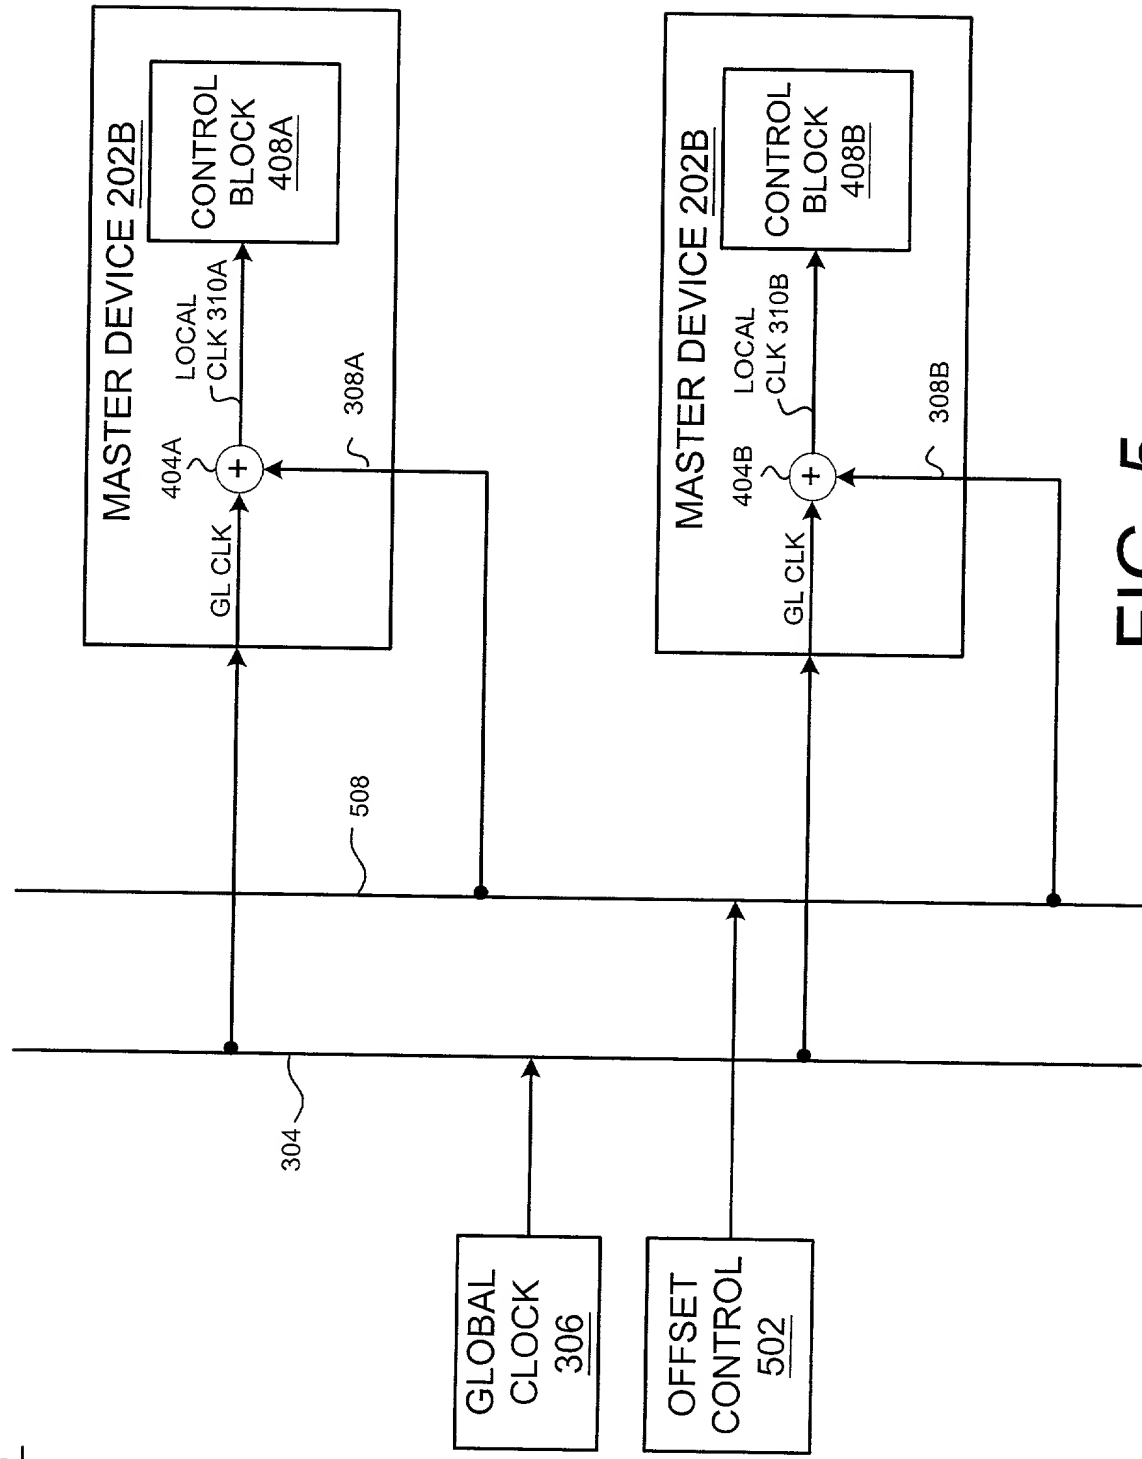 MASTER DEVICE 202B
CONTROL
BLOCK
408A
LOCAL
CLK 310A
404A
+
GL CLK
308A
MASTER DEVICE 202B
CONTROL
BLOCK
408B
LOCAL
CLK 310B
404B
+
GL CLK
308B
508
304
GLOBAL
CLOCK
306
OFFSET
CONTROL
502